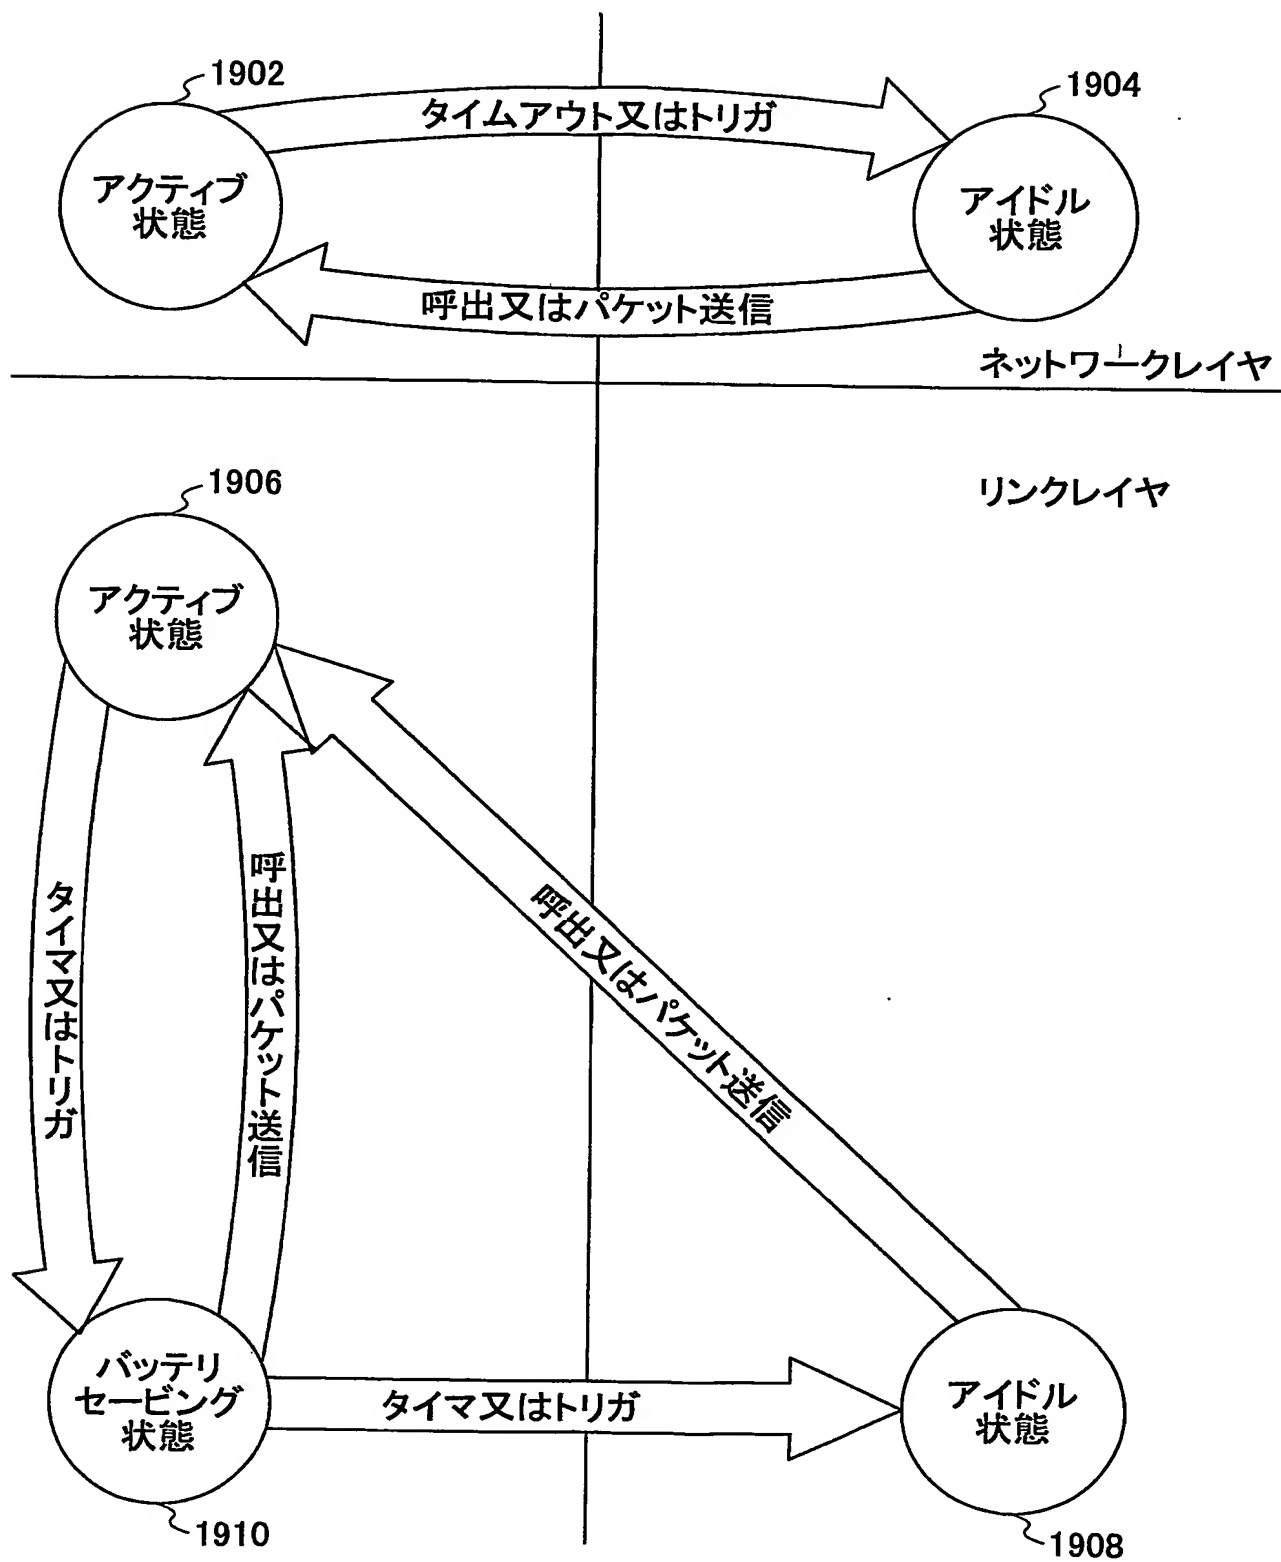 1902
1904
タイムアウト又はトリガ
アクティブ
状態
アイドル
状態
呼出又はパケット送信
ネットワークレイヤ
1906
リンクレイヤ
アクティブ
状態
タイマ又はトリガ
呼出又はパケット送信
呼出又はパケット送信
バッテリ
セービング
状態
タイマ又はトリガ
アイドル
状態
1910
1908